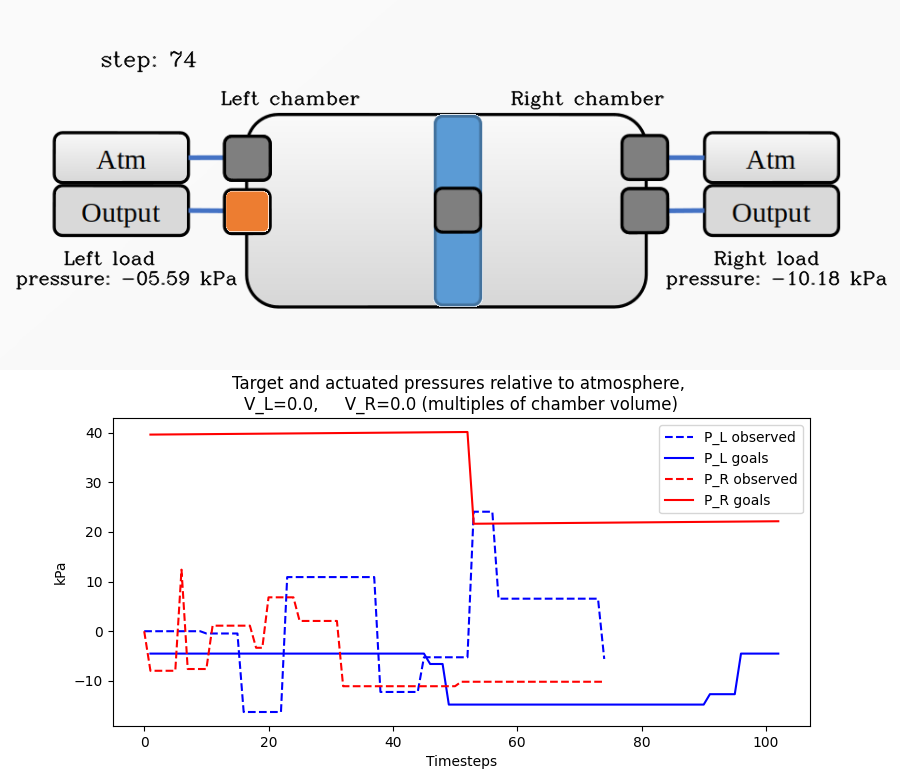 step: 74
Left chamber
Right chamber
Atm
Atm
Output
Output
Left load
pressure: -05.59 kPa
Right load
pressure: -10.18 kPa
Target and actuated pressures relative to atmosphere,
V_L=0.0, V_R=0.0 (multiples of chamber volume)
40
30
20
10
0
−10
kPa
P_L observed
P_L goals
P_R observed
P_R goals
0
20
40
60
80
100
Timesteps